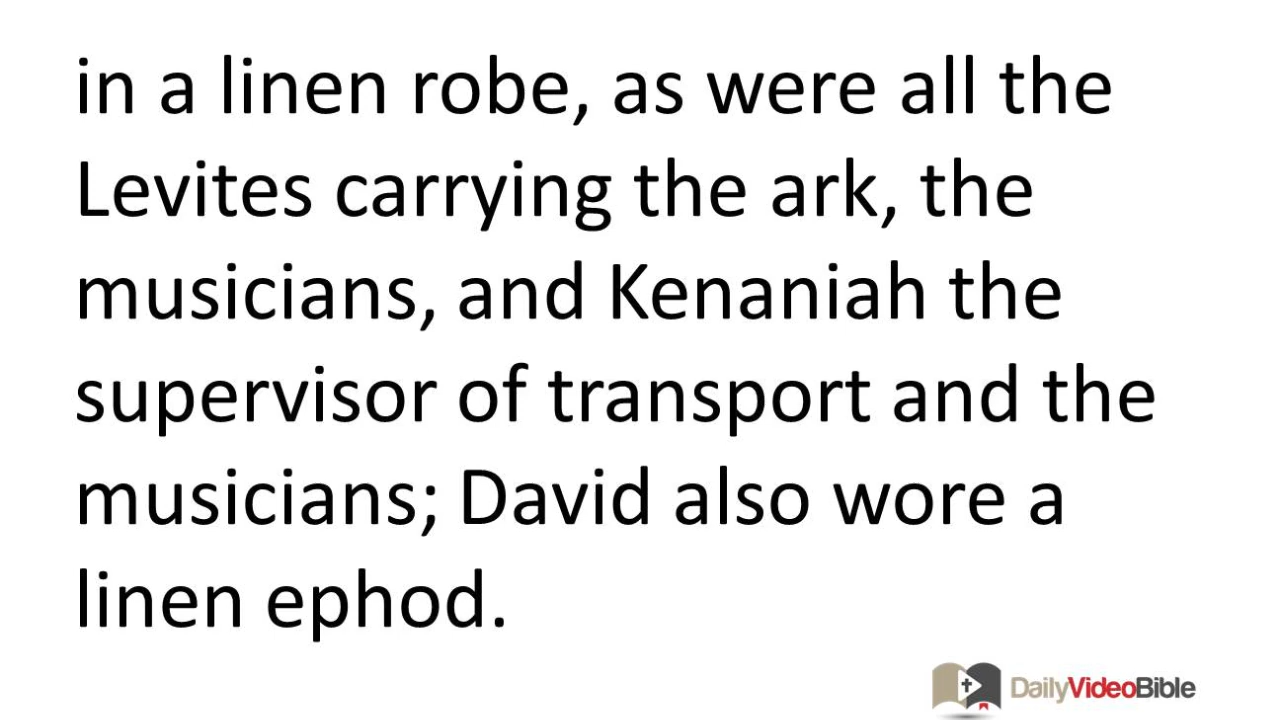 in a linen robe, as were all the
Levites carrying the ark, the
musicians, and Kenaniah the
supervisor of transport and the
musicians; David also wore a
linen ephod.
DailyVideoBible